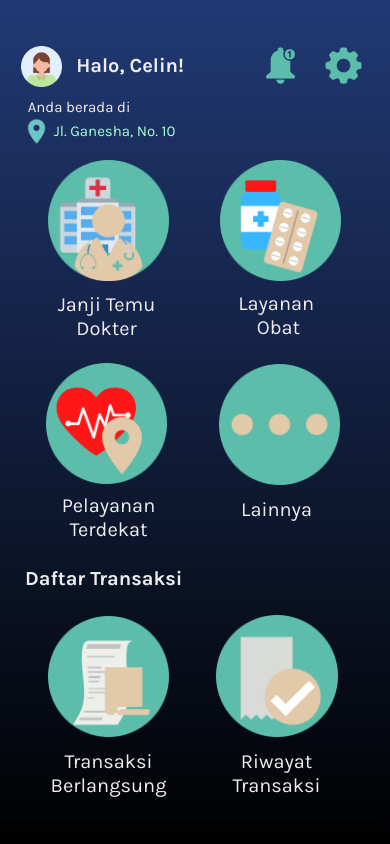 Halo, Celin!
1
Anda berada di
Jl. Ganesha, No. 10
Janji Temu
Dokter
Layanan
Obat
Pelayanan
Terdekat
Lainnya
Daftar Transaksi
Transaksi
Berlangsung
Riwayat
Transaksi